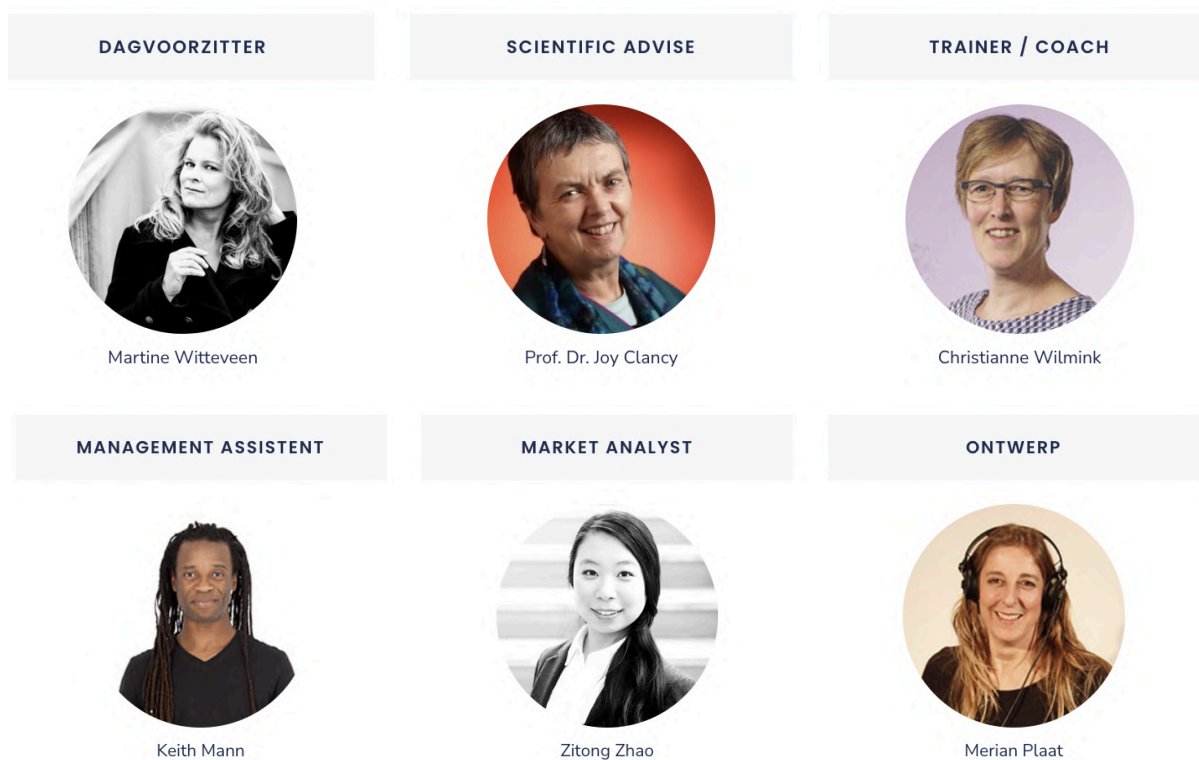 DAGVOORZITTER
SCIENTIFIC ADVISE
TRAINER / COACH
Martine Witteveen
Prof. Dr. Joy Clancy
Christianne Wilmink
MANAGEMENT ASSISTENT
MARKET ANALYST
ONTWERP
Keith Mann
Zitong Zhao
Merian Plaat